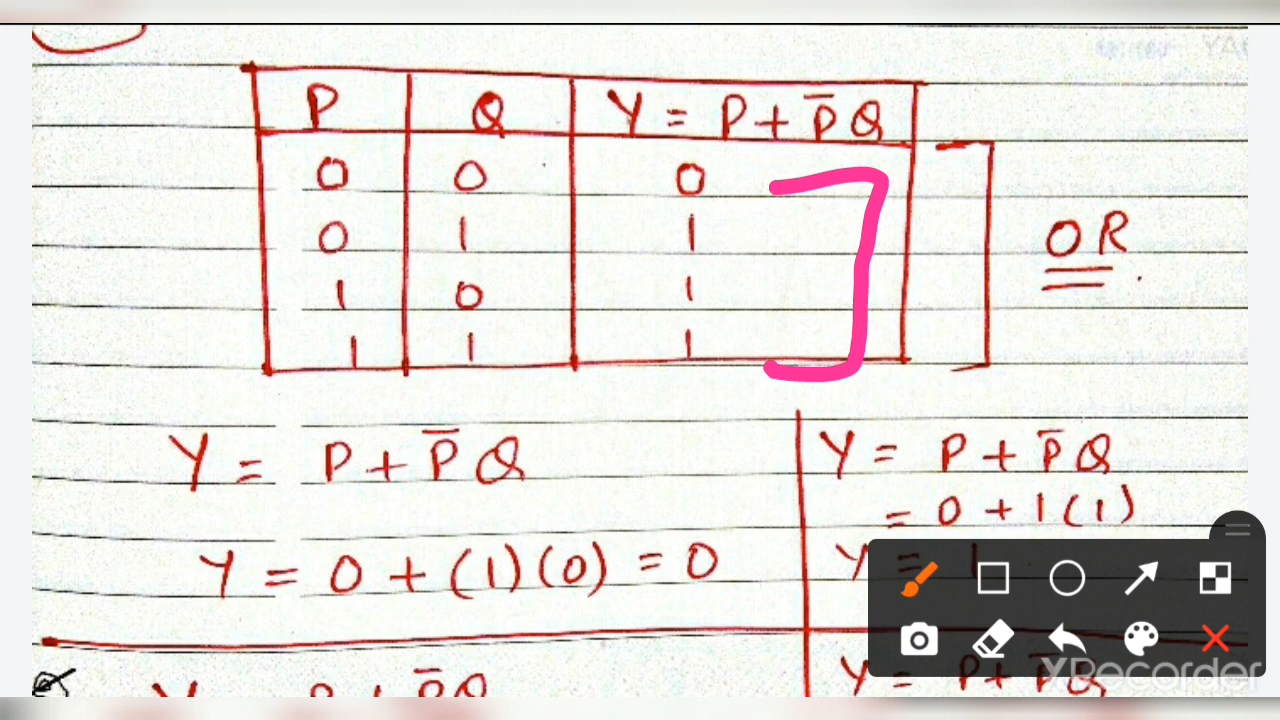 P Q Y = P + P̅ Q
0 0 0
0 1 1
1 0 1
1 1 1
OR
Y = P + P̅ Q
Y = 0 + (1)(0) = 0
Y = P + P̅ Q
= 0 + 1(1)
Y = 1
Y = P + P̅ Q
Y = P + P̅ Q
XRecorder